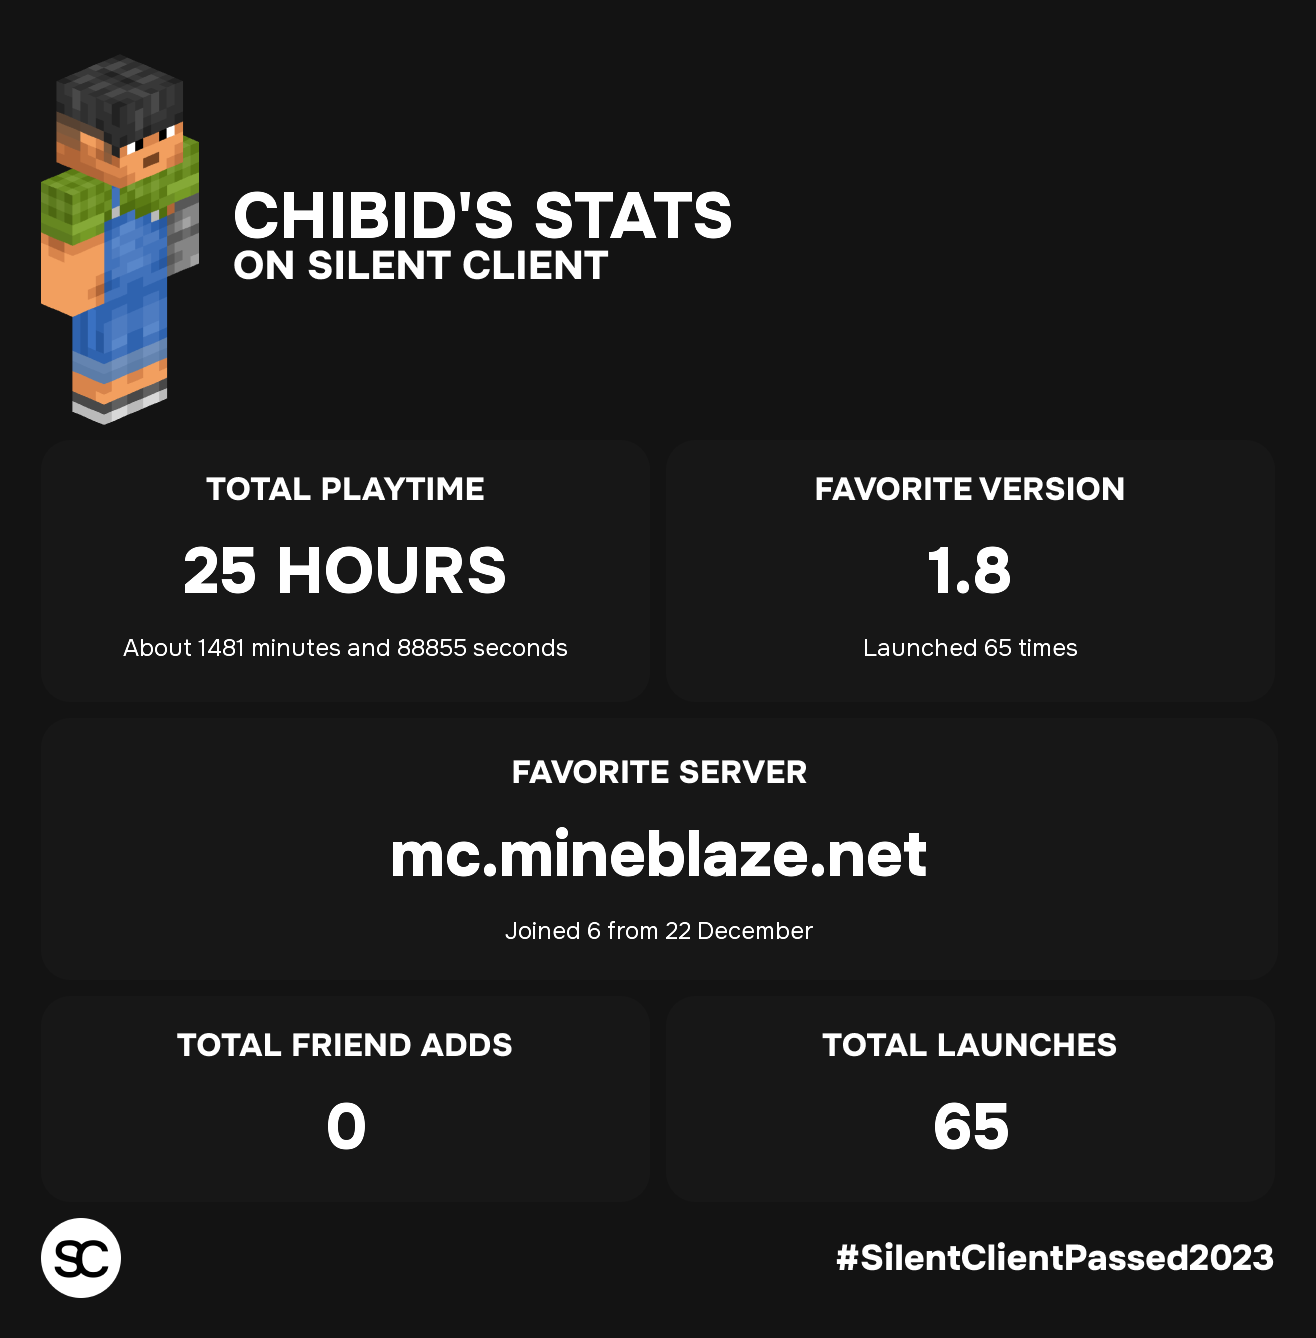 CHIBID'S STATS
ON SILENT CLIENT
TOTAL PLAYTIME
25 HOURS
About 1481 minutes and 88855 seconds
FAVORITE VERSION
1.8
Launched 65 times
FAVORITE SERVER
mc.mineblaze.net
Joined 6 from 22 December
TOTAL FRIEND ADDS
0
TOTAL LAUNCHES
65
SC
#SilentClientPassed2023